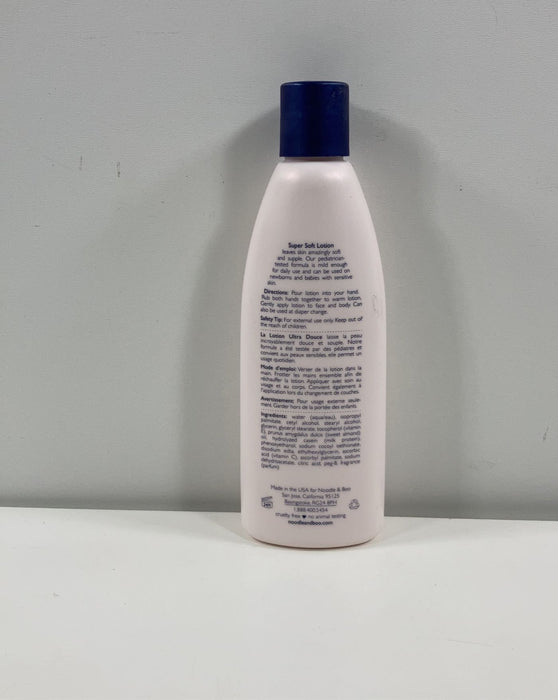 Super Soft Lotion
leaves skin amazingly soft
and supple. Our pediatrician-
tested formula is mild enough
for daily use and can be used on
newborns and babies with sensitive
skin.
Directions: Pour lotion into your hand.
Rub both hands together to warm lotion.
Gently apply lotion to face and body. Can
also be used at diaper change.
Safety Tip: For external use only. Keep out of
the reach of children.
La Lotion Ultra Douce laisse la peau
incroyablement douce et souple. Notre
formule a été testée par des pédiatres et
convient aux peaux sensibles, elle permet un
usage quotidien.
Mode d'emploi: Verser de la lotion dans la
main. Frotter les mains ensemble afin de
réchauffer la lotion. Appliquer avec soin au
visage et au corps. Convient également à
l'application lors du changement de couches.
Avertissement: Pour usage externe seule-
ment. Garder hors de la portée des enfants.
Ingredients: water (aqua/eau), isopropyl
palmitate, cetyl alcohol, stearyl alcohol,
glycerin, glyceryl stearate, tocopherol (vitamin
E), prunus amygdalus dulcis (sweet almond)
oil, hydrolyzed casein (milk protein),
phenoxyethanol, sodium cocoyl isethionate,
disodium edta, ethylhexylglycerin, ascorbic
acid (vitamin C), ascorbyl palmitate, sodium
dehydroacetate, citric acid, peg-8, fragrance
(parfum)
Made in the USA for Noodle & Boo
San Jose, California 95125
Basingstoke, RG24 8PH
1.888.400.5454
cruelty free ♥ no animal testing
noodleandboo.com